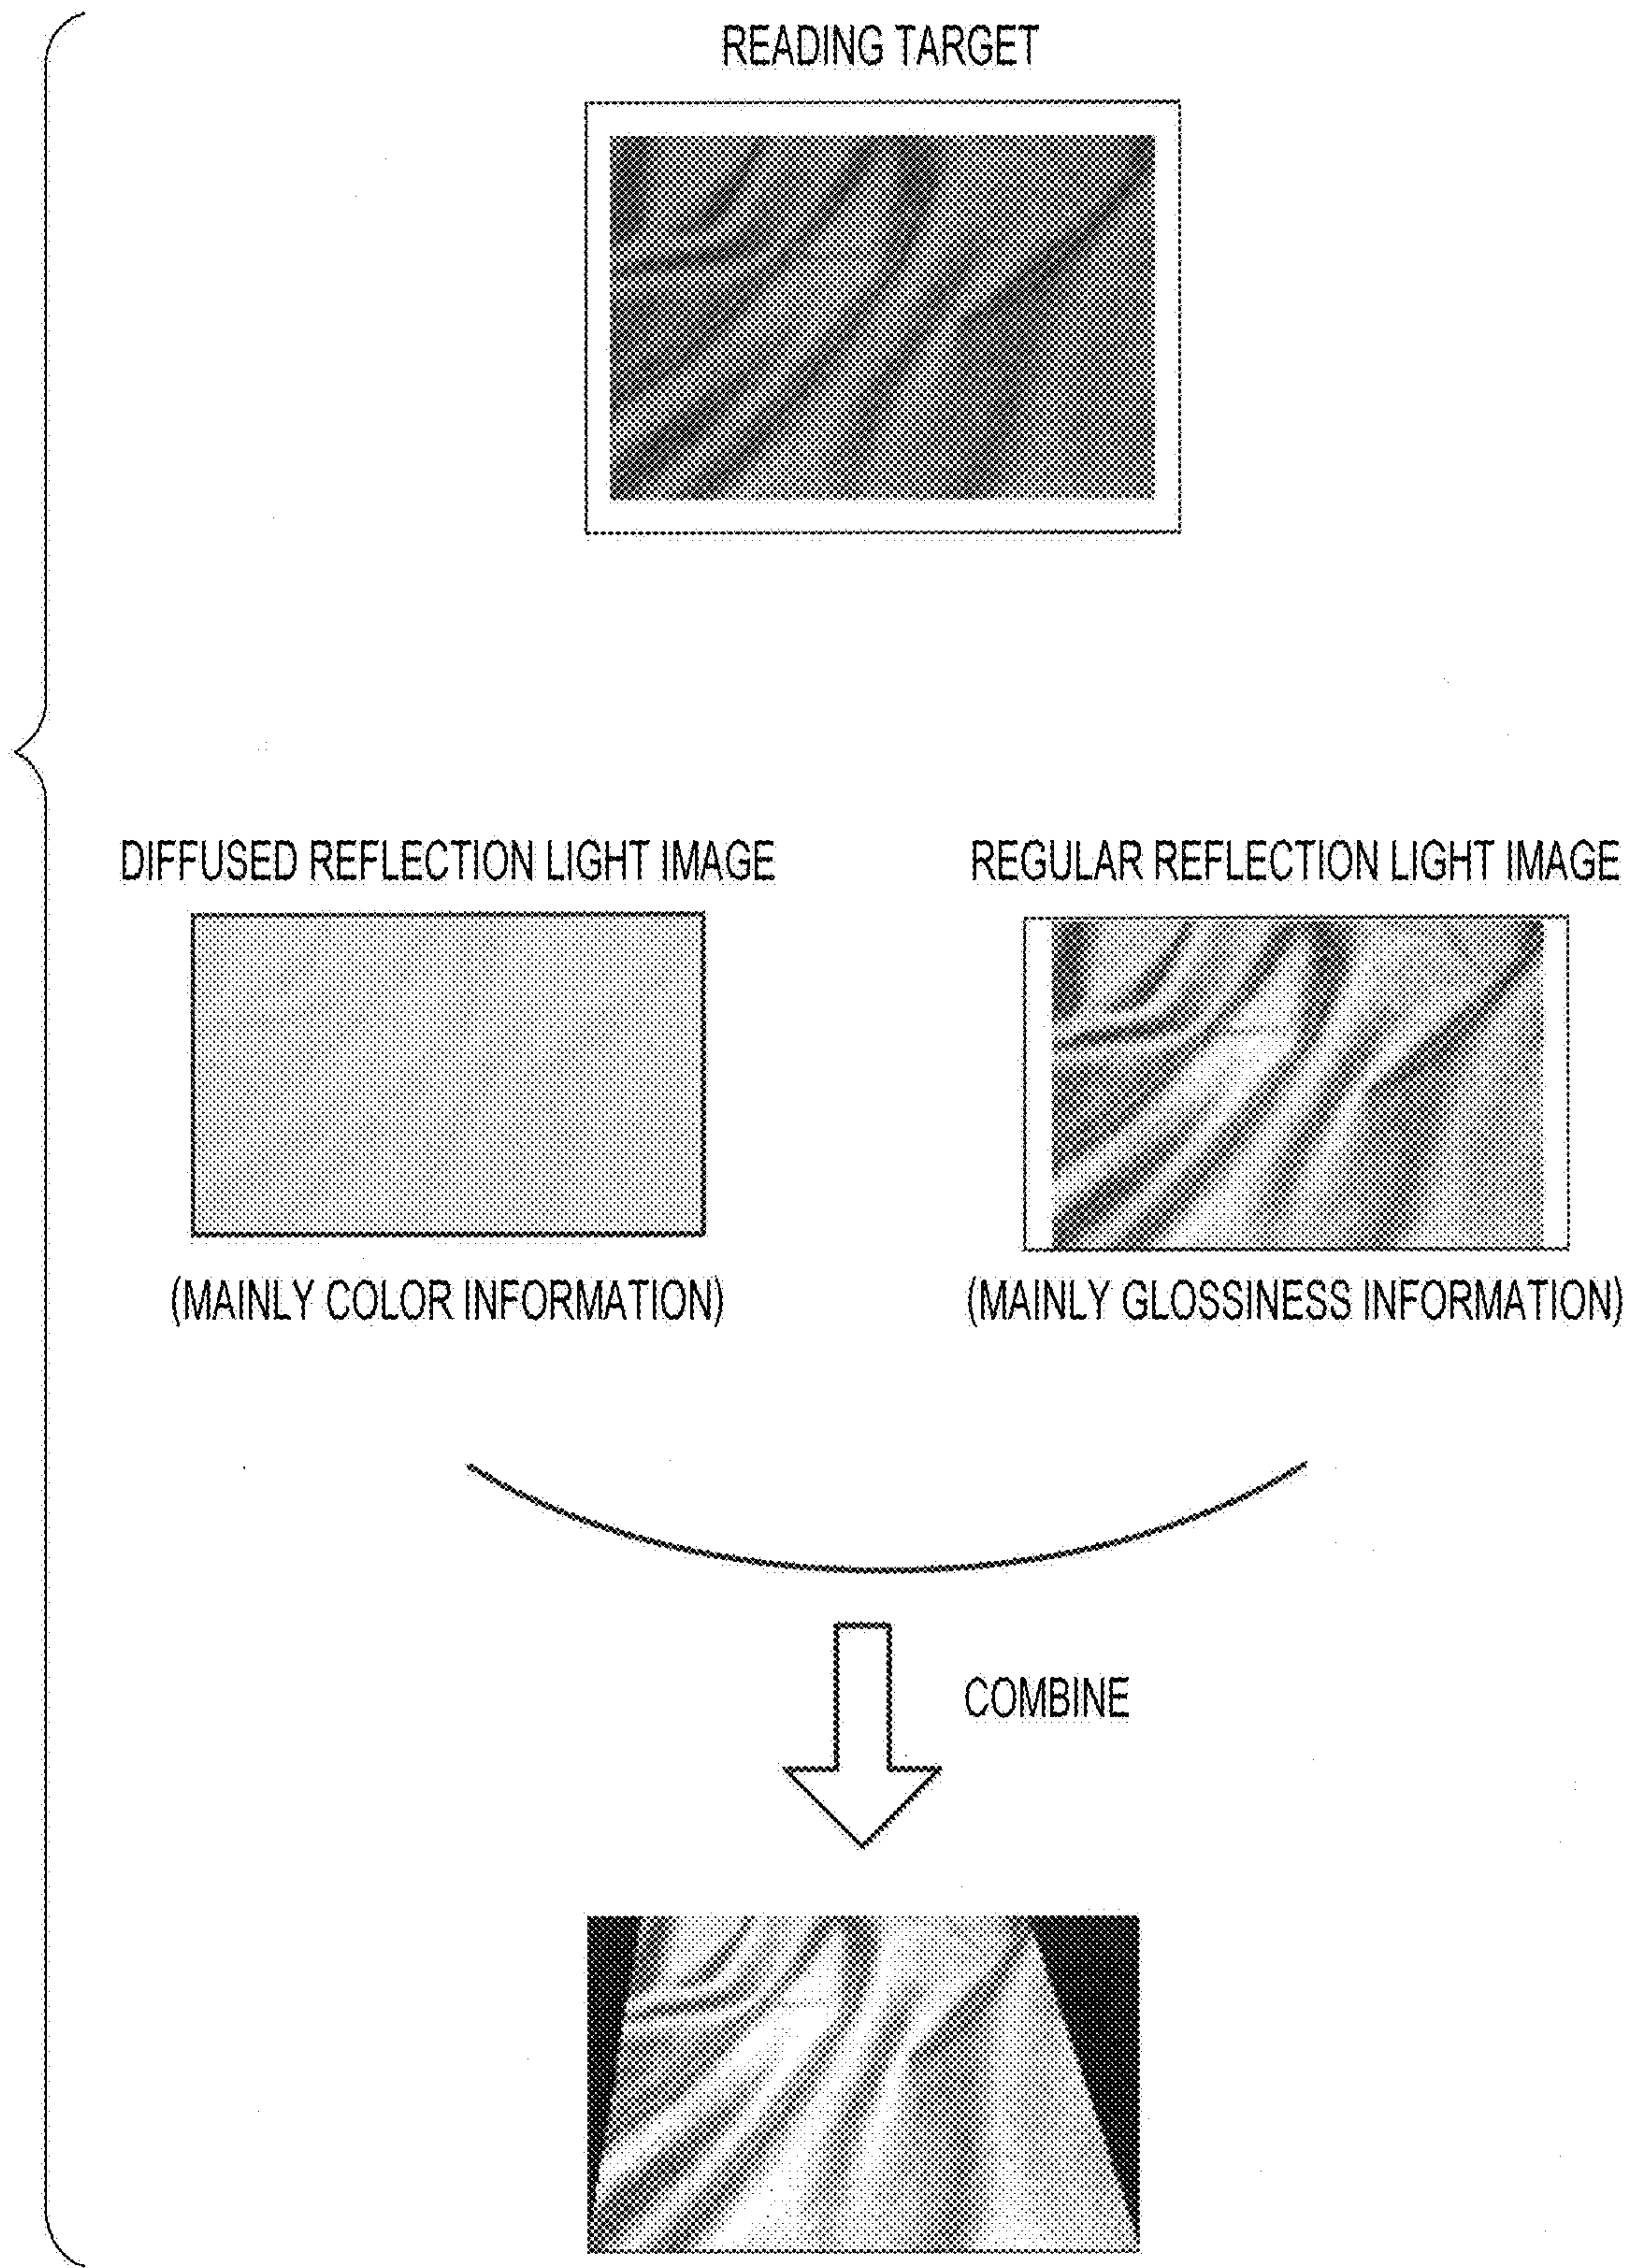 READING TARGET
DIFFUSED REFLECTION LIGHT IMAGE
REGULAR REFLECTION LIGHT IMAGE
(MAINLY COLOR INFORMATION)
(MAINLY GLOSSINESS INFORMATION)
COMBINE